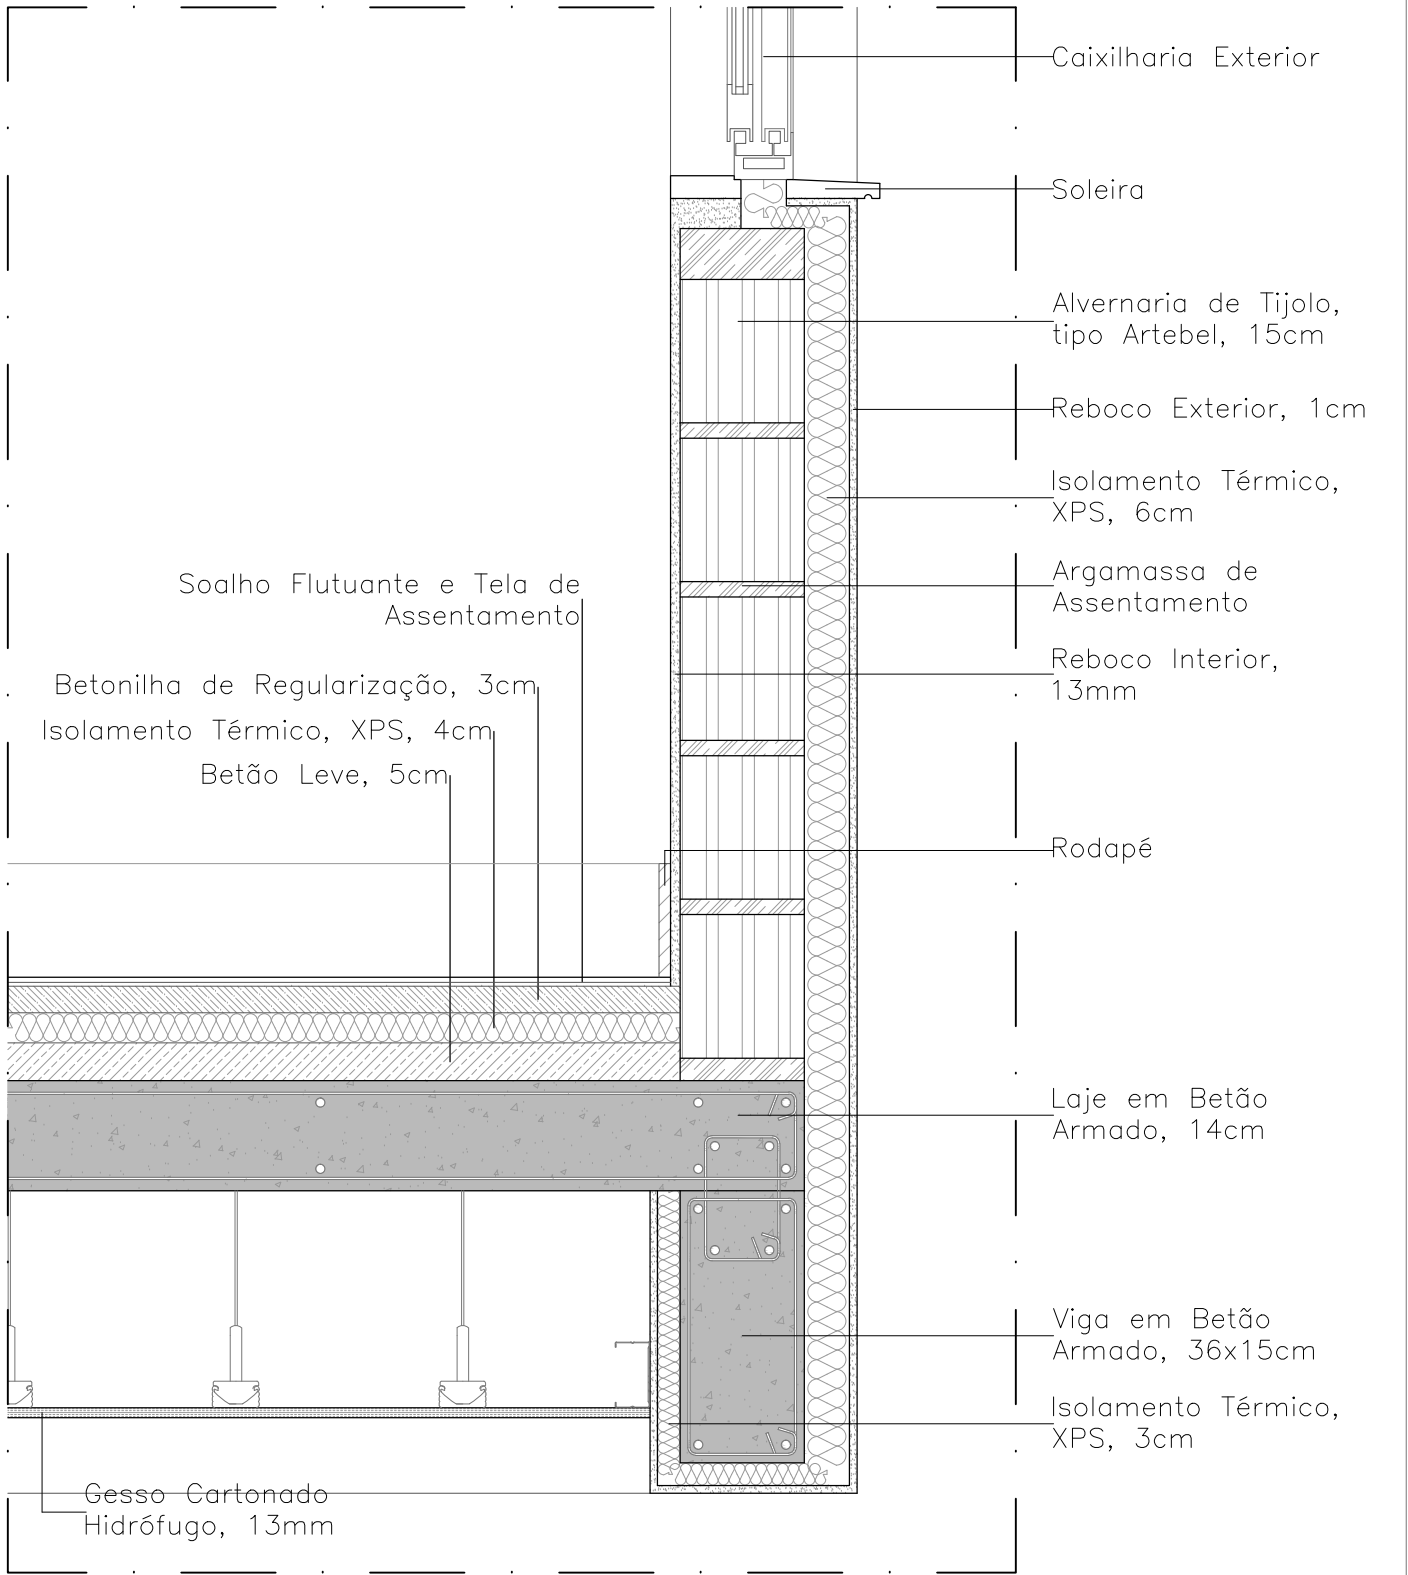 Caixilharia Exterior
Soleira
Alvernaria de Tijolo,
tipo Artebel, 15cm
Reboco Exterior, 1cm
Isolamento Térmico,
XPS, 6cm
Argamassa de
Assentamento
Reboco Interior,
13mm
Soalho Flutuante e Tela de
Assentamento
Betonilha de Regularização, 3cm
Isolamento Térmico, XPS, 4cm
Betão Leve, 5cm
Rodapé
Laje em Betão
Armado, 14cm
Viga em Betão
Armado, 36x15cm
Isolamento Térmico,
XPS, 3cm
Gesso Cartonado
Hidrófugo, 13mm